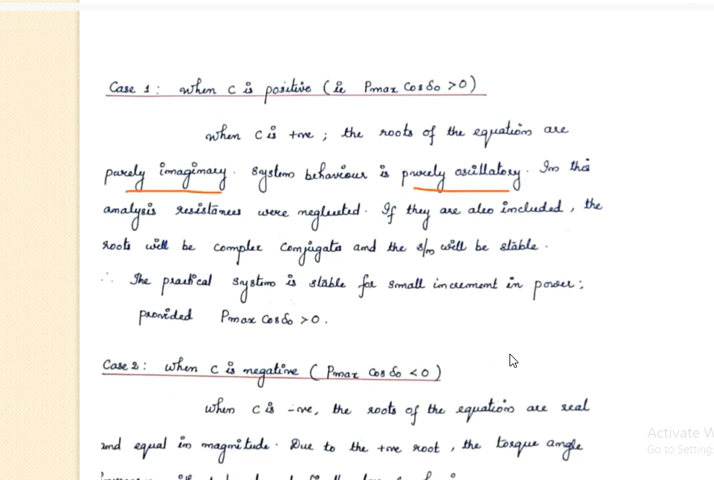 Case 1: when C is positive (ie Pmax Cos δo >0)
when C is +ve; the roots of the equations are
purely imaginary. System behaviour is purely oscillatory. In this
analysis resistances were neglected. If they are also included, the
roots will be complex conjugate and the s/m will be stable.
∴ The practical system is stable for small increment in power;
provided Pmax Cos δo >0.
Case 2: when C is negative ( Pmax Cos δo <0)
when C is -ve, the roots of the equations are real
and equal in magnitude. Due to the +ve root, the torque angle
Activate W
Go to Settings